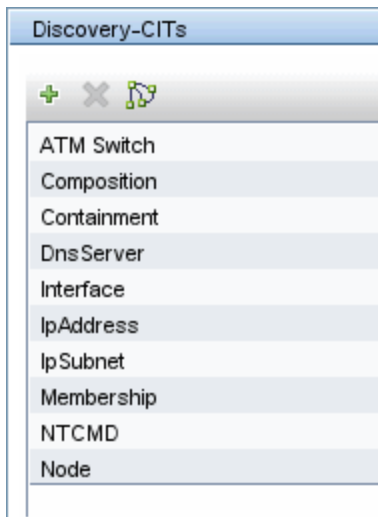 Discovery-CITs
ATM Switch
Composition
Containment
DnsServer
Interface
IpAddress
IpSubnet
Membership
NTCMD
Node